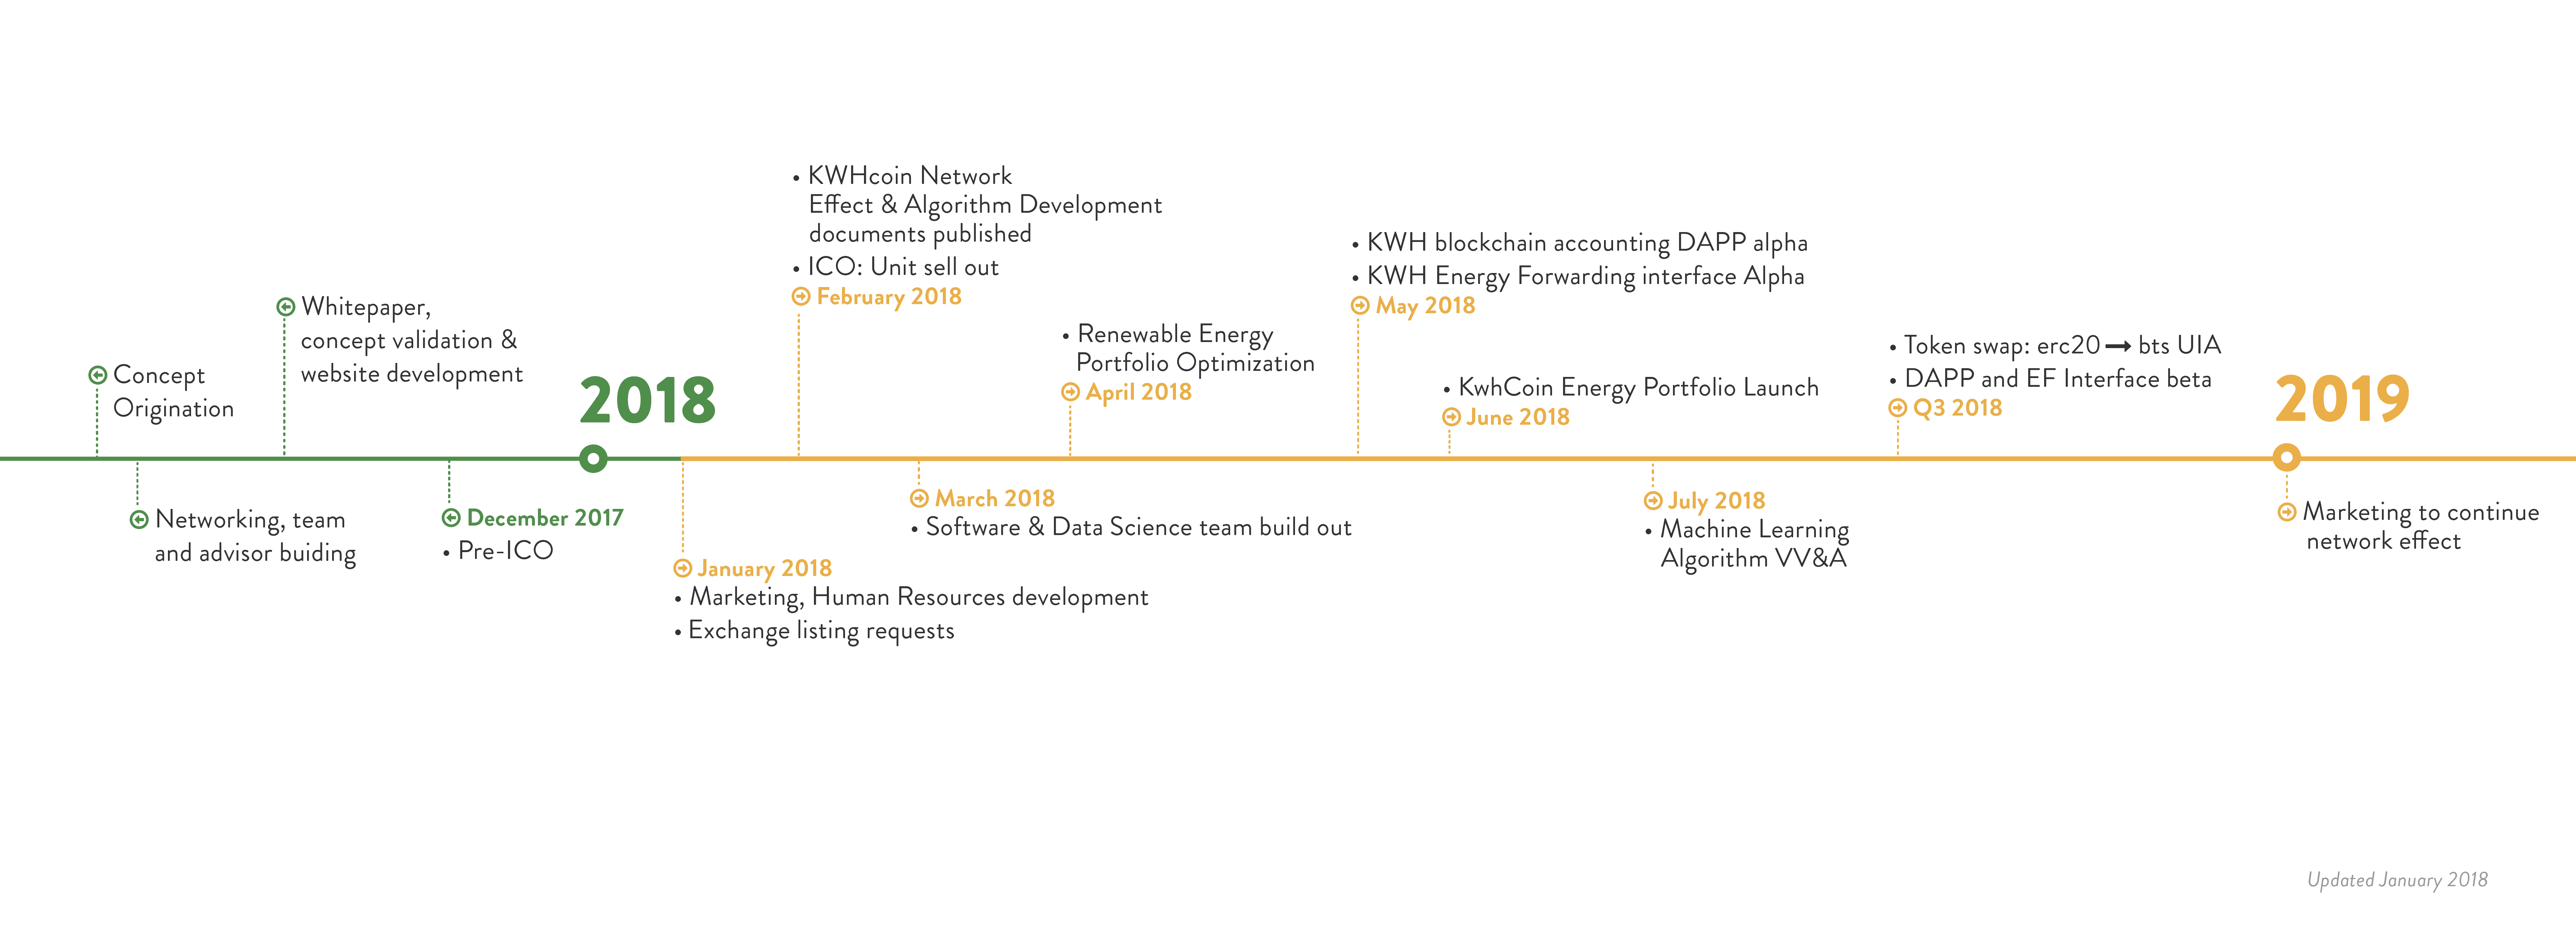 Concept
Origination
Networking, team
and advisor buiding
Whitepaper,
concept validation &
website development
December 2017
• Pre-ICO
2018
January 2018
• Marketing, Human Resources development
• Exchange listing requests
• KWHcoin Network
Effect & Algorithm Development
documents published
• ICO: Unit sell out
February 2018
March 2018
• Software & Data Science team build out
• Renewable Energy
Portfolio Optimization
April 2018
• KWH blockchain accounting DAPP alpha
• KWH Energy Forwarding interface Alpha
May 2018
• KwhCoin Energy Portfolio Launch
June 2018
July 2018
• Machine Learning
Algorithm VV&A
• Token swap: erc20 → bts UIA
• DAPP and EF Interface beta
Q3 2018
2019
Marketing to continue
network effect
Updated January 2018